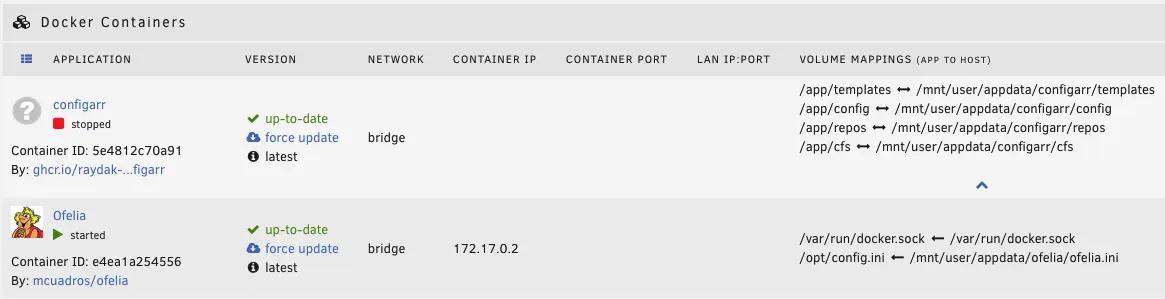 Docker Containers
APPLICATION VERSION NETWORK CONTAINER IP CONTAINER PORT LAN IP:PORT VOLUME MAPPINGS (APP TO HOST)
configarr
stopped
Container ID: 5e4812c70a91
By: ghcr.io/raydak-...figarr
up-to-date
force update
latest
bridge
/app/templates ↔ /mnt/user/appdata/configarr/templates
/app/config ↔ /mnt/user/appdata/configarr/config
/app/repos ↔ /mnt/user/appdata/configarr/repos
/app/cfs ↔ /mnt/user/appdata/configarr/cfs
Ofelia
started
Container ID: e4ea1a254556
By: mcuadros/ofelia
up-to-date
force update
latest
bridge
172.17.0.2
/var/run/docker.sock ← /var/run/docker.sock
/opt/config.ini ← /mnt/user/appdata/ofelia/ofelia.ini